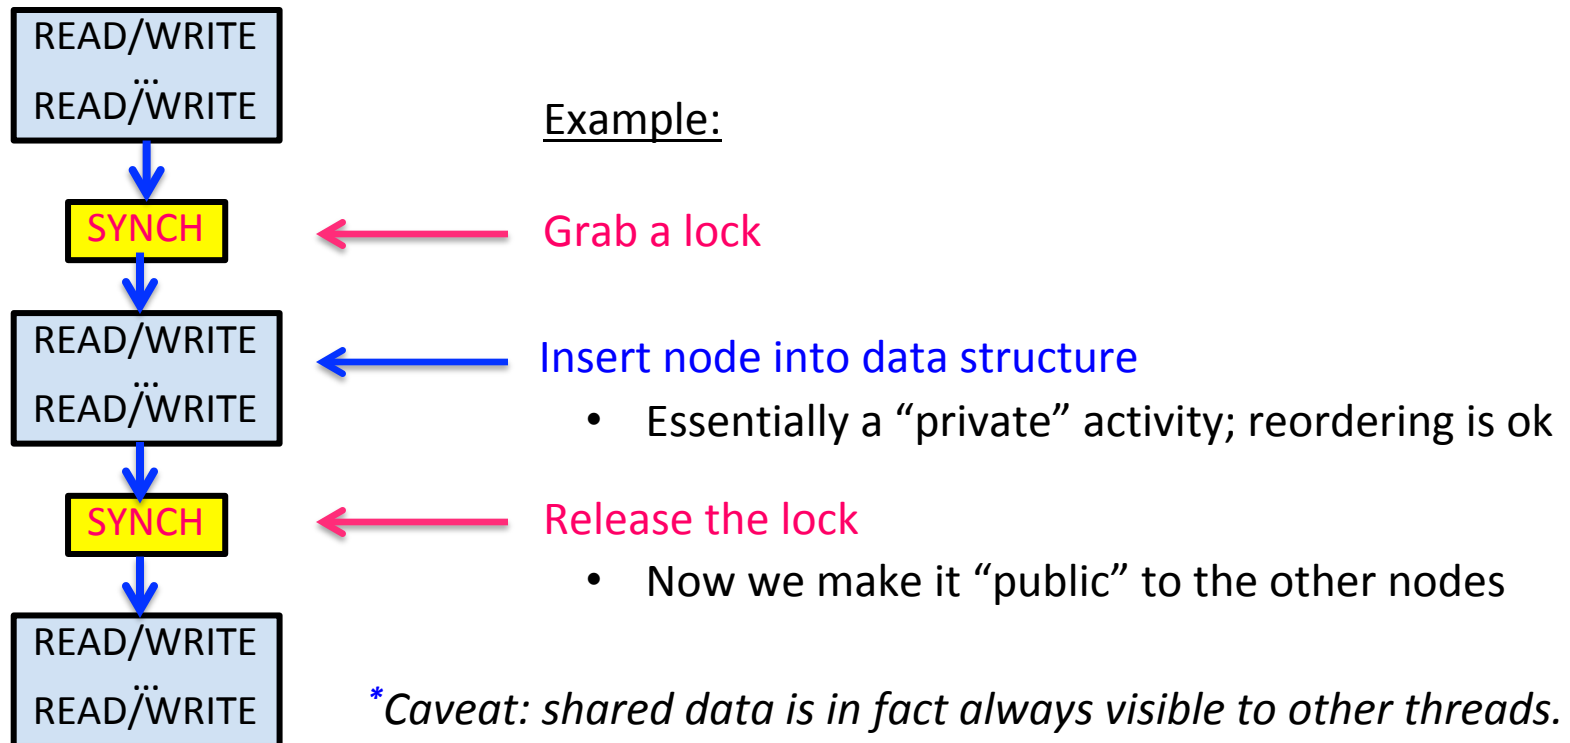 READ/WRITE
…
READ/WRITE
Example:
SYNCH
Grab a lock
READ/WRITE
…
READ/WRITE
Insert node into data structure
• Essentially a “private” activity; reordering is ok
SYNCH
Release the lock
• Now we make it “public” to the other nodes
READ/WRITE
…
READ/WRITE
*Caveat: shared data is in fact always visible to other threads.